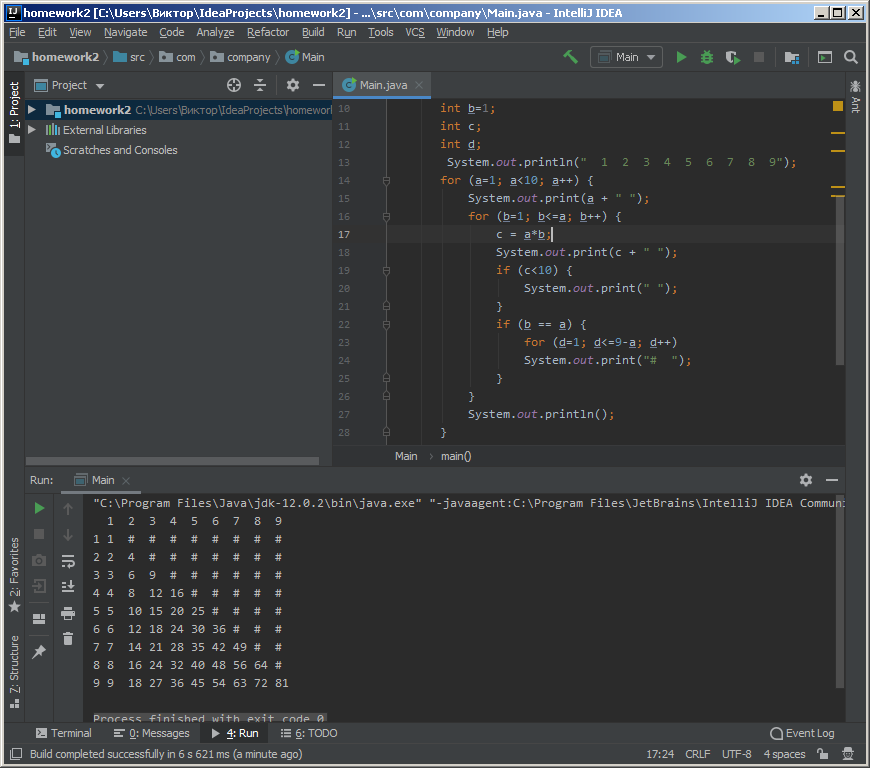 homework2 [C:\Users\Виктор\IdeaProjects\homework2] - ...\src\com\company\Main.java - IntelliJ IDEA
File Edit View Navigate Code Analyze Refactor Build Run Tools VCS Window Help
homework2 src com company Main Main
1: Project
Project
homework2 C:\Users\Виктор\IdeaProjects\homework
External Libraries
Scratches and Consoles
Main.java
Ant
10 int b=1;
11 int c;
12 int d;
13 System.out.println("  1  2  3  4  5  6  7  8  9");
14 for (a=1; a<10; a++) {
15 System.out.print(a + " ");
16 for (b=1; b<=a; b++) {
17 c = a*b;
18 System.out.print(c + " ");
19 if (c<10) {
20 System.out.print(" ");
21 }
22 if (b == a) {
23 for (d=1; d<=9-a; d++)
24 System.out.print("#  ");
25 }
26 }
27 System.out.println();
28 }
Main main()
Run: Main
2: Favorites
7: Structure
"C:\Program Files\Java\jdk-12.0.2\bin\java.exe" "-javaagent:C:\Program Files\JetBrains\IntelliJ IDEA Communi
  1  2  3  4  5  6  7  8  9
1 1  #  #  #  #  #  #  #  #
2 2  4  #  #  #  #  #  #  #
3 3  6  9  #  #  #  #  #  #
4 4  8  12 16 #  #  #  #  #
5 5  10 15 20 25 #  #  #  #
6 6  12 18 24 30 36 #  #  #
7 7  14 21 28 35 42 49 #  #
8 8  16 24 32 40 48 56 64 #
9 9  18 27 36 45 54 63 72 81
Process finished with exit code 0
Terminal 0: Messages 4: Run 6: TODO Event Log
Build completed successfully in 6 s 621 ms (a minute ago) 17:24 CRLF UTF-8 4 spaces